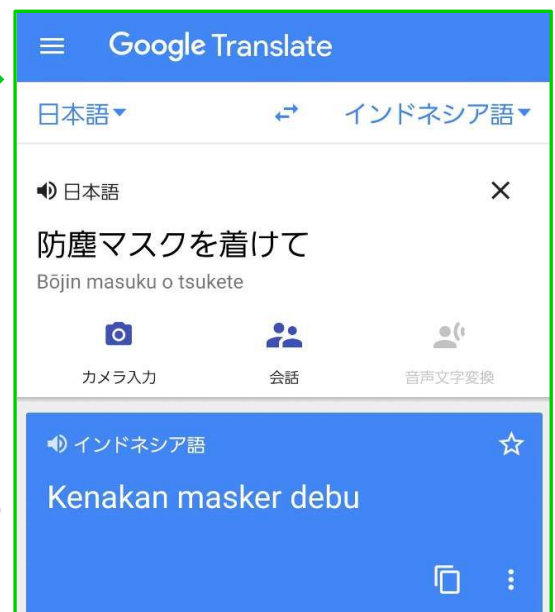 Google Translate
日本語 インドネシア語
日本語
防塵マスクを着けて
Bōjin masuku o tsukete
カメラ入力 会話 音声文字変換
インドネシア語
Kenakan masker debu